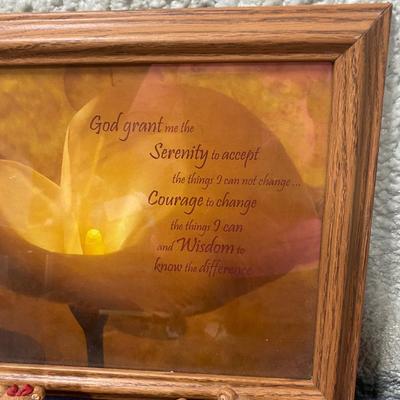 God grant me the
Serenity to accept
the things I can not change...
Courage to change
the things I can
and Wisdom to
know the difference